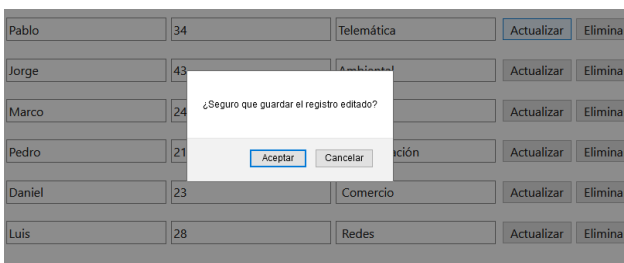 Pablo 34 Telemática Actualizar Elimina
Jorge 43 Ambiental Actualizar Elimina
¿Seguro que guardar el registro editado?
Marco 24 Actualizar Elimina
Pedro 21 ación Actualizar Elimina
Aceptar Cancelar
Daniel 23 Comercio Actualizar Elimina
Luis 28 Redes Actualizar Elimina